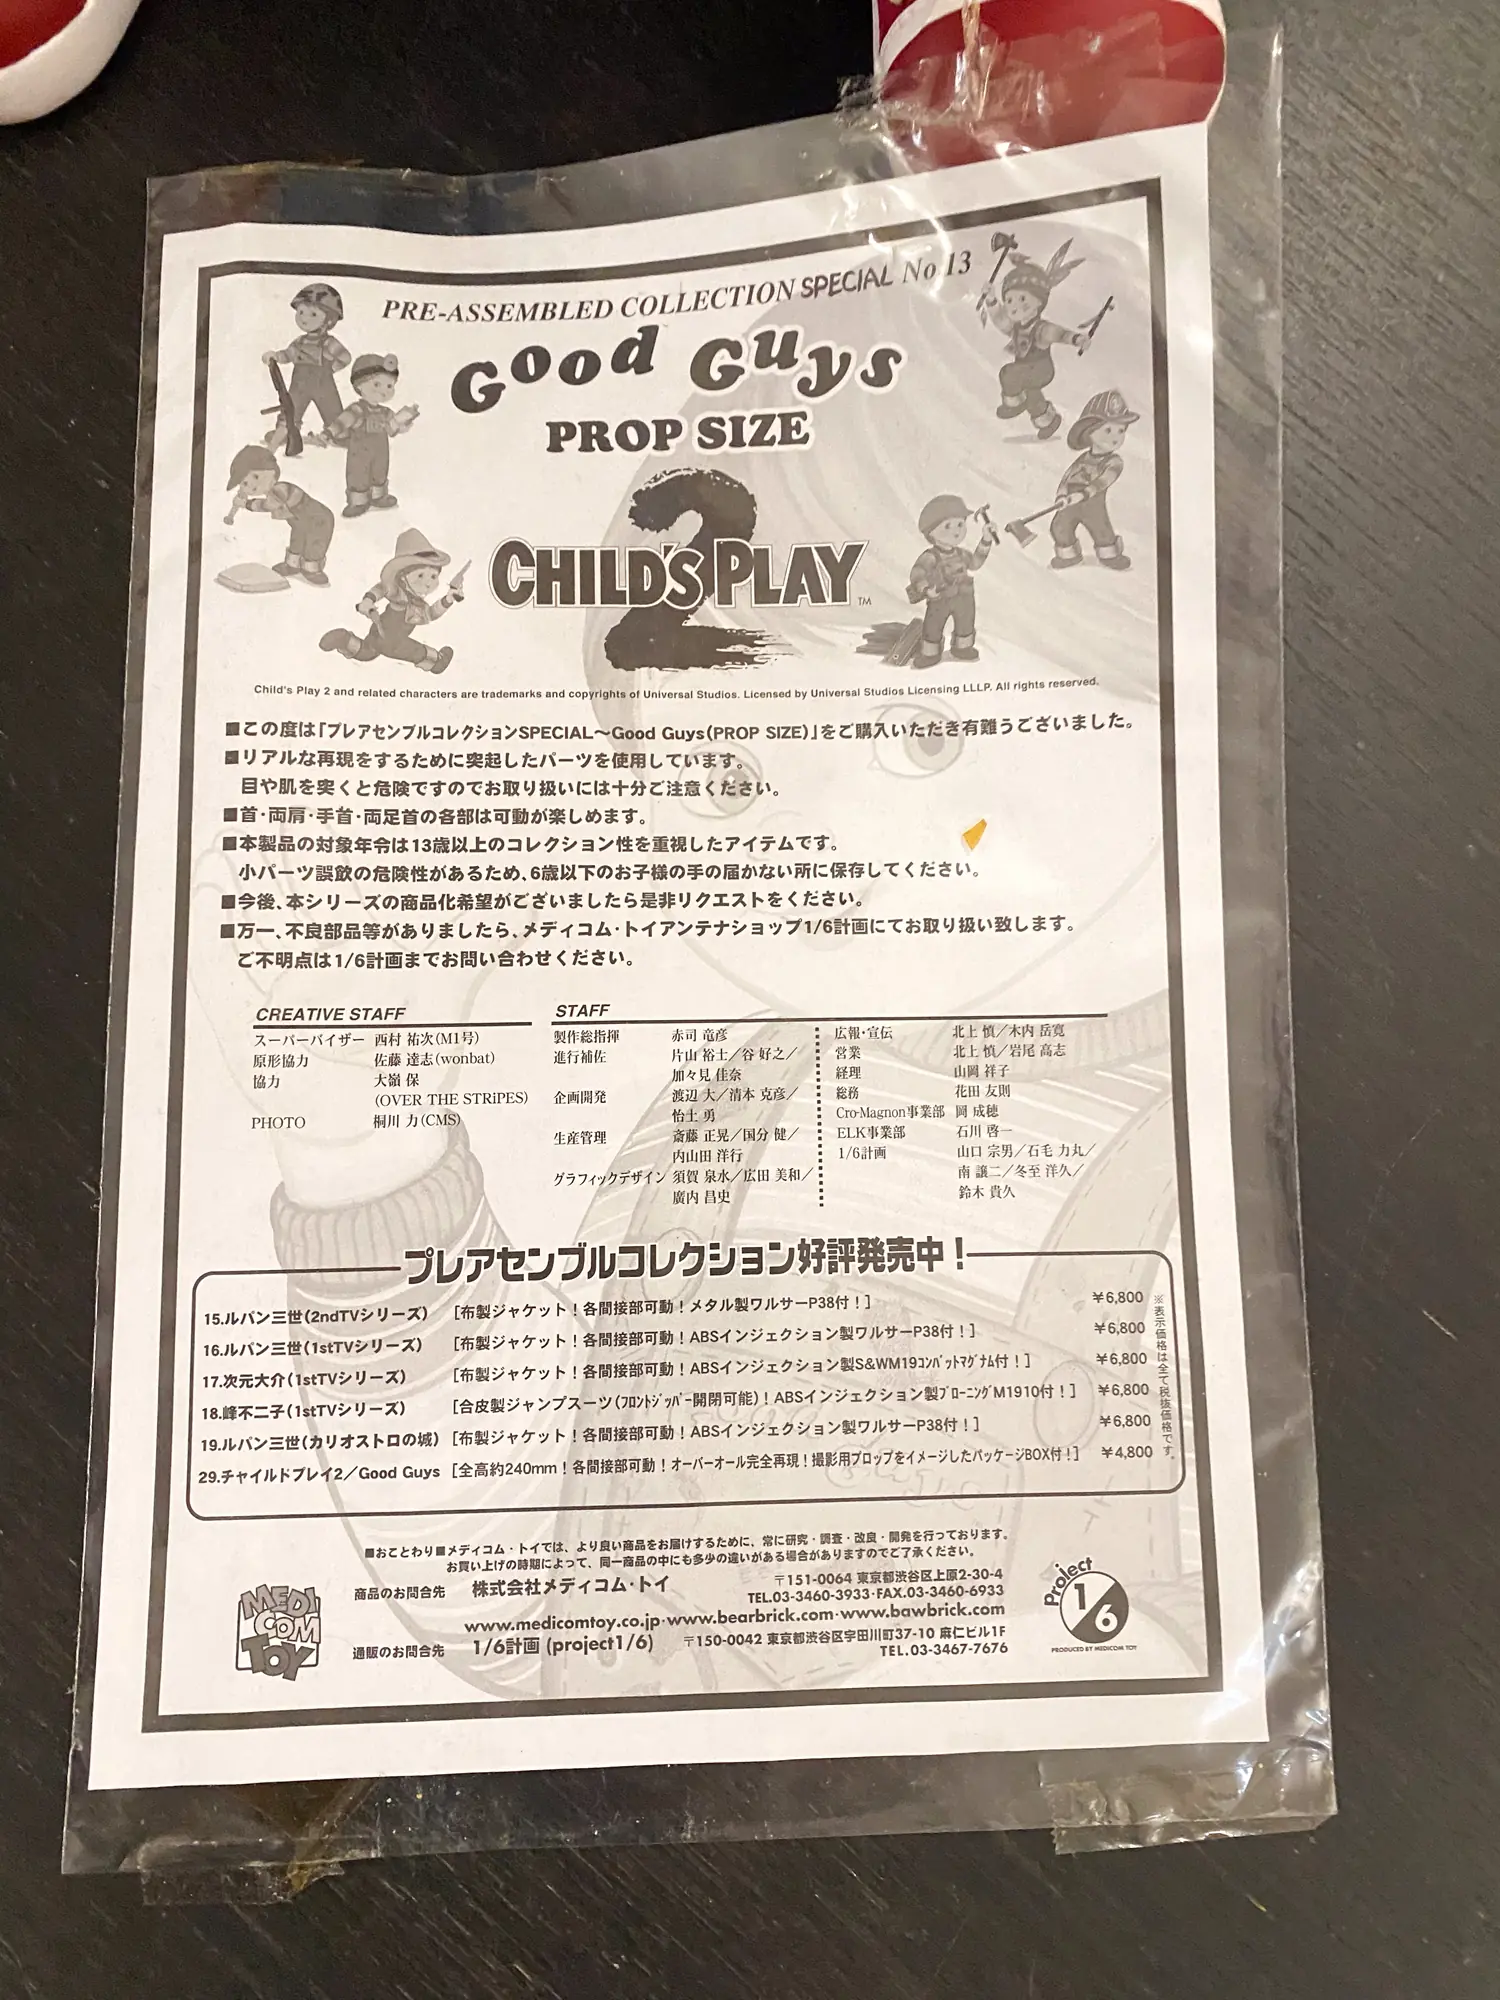 PRE-ASSEMBLED COLLECTION SPECIAL No.13
Good Guys
PROP SIZE
2
CHILD'S PLAY TM
Child's Play 2 and related characters are trademarks and copyrights of Universal Studios. Licensed by Universal Studios Licensing LLLP. All rights reserved.
■この度は「プレアセンブルコレクションSPECIAL〜Good Guys(PROP SIZE)」をご購入いただき有難うございました。
■リアルな再現をするために突起したパーツを使用しています。
目や肌を突くと危険ですのでお取り扱いには十分ご注意ください。
■首・両肩・手首・両足首の各部は可動が楽しめます。
■本製品の対象年令は13歳以上のコレクション性を重視したアイテムです。
小パーツ誤飲の危険性があるため、6歳以下のお子様の手の届かない所に保存してください。
■今後、本シリーズの商品化希望がございましたら是非リクエストをください。
■万一、不良部品等がありましたら、メディコム・トイアンテナショップ1/6計画にてお取り扱い致します。
ご不明点は1/6計画までお問い合わせください。
CREATIVE STAFF
スーパーバイザー 西村 祐次(M1号)
原形協力 佐藤 達志(wonbat)
協力 大嶺 保
(OVER THE STRiPES)
PHOTO 桐川 力(CMS)
STAFF
製作総指揮 赤司 竜彦
進行補佐 片山 裕士／谷 好之／
加々見 佳奈
企画開発 渡辺 大／清本 克彦／
怡土 勇
生産管理 斎藤 正晃／国分 健／
内山田 洋行
グラフィックデザイン 須賀 泉水／広田 美和／
廣内 昌史
広報・宣伝 北上 慎／木内 岳寛
営業 北上 慎／岩尾 高志
経理 山岡 祥子
総務 花田 友則
Cro-Magnon事業部 岡 成穂
ELK事業部 石川 啓一
1/6計画 山口 宗男／石毛 力丸／
南 譲二／冬至 洋久／
鈴木 貴久
プレアセンブルコレクション好評発売中！
15.ルパン三世(2ndTVシリーズ) [布製ジャケット！各間接部可動！メタル製ワルサーP38付！] ¥6,800
16.ルパン三世(1stTVシリーズ) [布製ジャケット！各間接部可動！ABSインジェクション製ワルサーP38付！] ¥6,800
17.次元大介(1stTVシリーズ) [布製ジャケット！各間接部可動！ABSインジェクション製S&WM19ｺﾝﾊﾞｯﾄﾏｸﾞﾅﾑ付！] ¥6,800
18.峰不二子(1stTVシリーズ) [合皮製ジャンプスーツ(ﾌﾛﾝﾄｼﾞｯﾊﾟｰ開閉可能)！ABSインジェクション製ﾌﾞﾛｰﾆﾝｸﾞM1910付！] ¥6,800
19.ルパン三世(カリオストロの城) [布製ジャケット！各間接部可動！ABSインジェクション製ワルサーP38付！] ¥6,800
29.チャイルドプレイ2／Good Guys [全高約240mm！各間接部可動！オーバーオール完全再現！撮影用プロップをイメージしたパッケージBOX付！] ¥4,800
※表示価格は全て税抜価格です。
■おことわり■メディコム・トイでは、より良い商品をお届けするために、常に研究・調査・改良・開発を行っております。
お買い上げの時期によって、同一商品の中にも多少の違いがある場合がありますのでご了承ください。
MEDI COM TOY
商品のお問合先 株式会社メディコム・トイ 〒151-0064 東京都渋谷区上原2-30-4
TEL.03-3460-3933・FAX.03-3460-6933
www.medicomtoy.co.jp・www.bearbrick.com・www.bawbrick.com
通販のお問合先 1/6計画 (project1/6) 〒150-0042 東京都渋谷区宇田川町37-10 麻仁ビル1F
TEL.03-3467-7676
Project 1/6
PRODUCED BY MEDICOM TOY